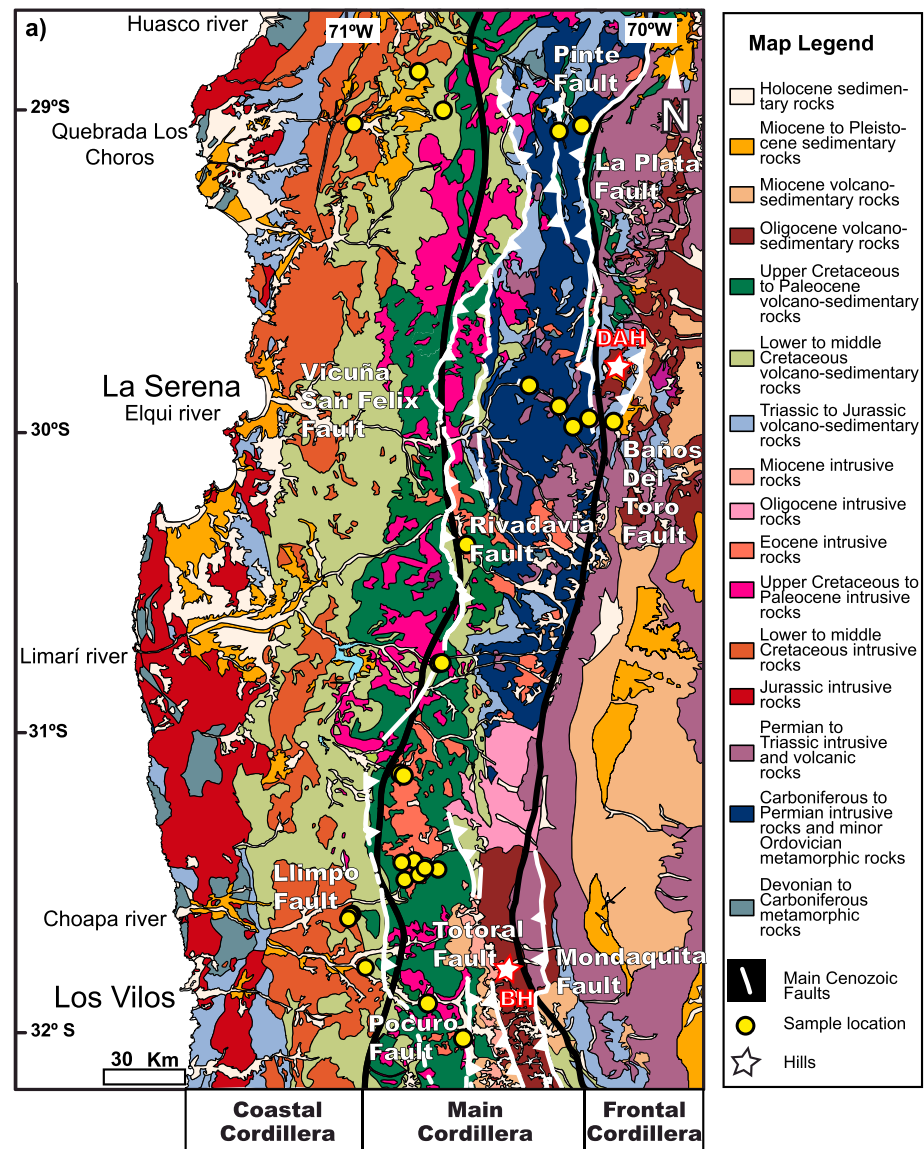 a)
Huasco river
71ºW
70ºW
Pinte
Fault
29ºS
N
Quebrada Los
Choros
La Plata
Fault
DAH
Vicuña
San Felix
Fault
La Serena
Elqui river
30ºS
Baños
Del
Toro
Fault
Rivadavia
Fault
Limarí river
31ºS
Llimpo
Fault
Choapa river
Totoral
Fault
Mondaquita
Fault
BH
Los Vilos
Pocuro
Fault
32º S
30 Km
Coastal
Cordillera
Main
Cordillera
Frontal
Cordillera
Map Legend
Holocene sedimen-
tary rocks
Miocene to Pleisto-
cene sedimentary
rocks
Miocene volcano-
sedimentary rocks
Oligocene volcano-
sedimentary rocks
Upper Cretaceous
to Paleocene
volcano-sedimentary
rocks
Lower to middle
Cretaceous
volcano-sedimentary
rocks
Triassic to Jurassic
volcano-sedimentary
rocks
Miocene intrusive
rocks
Oligocene intrusive
rocks
Eocene intrusive
rocks
Upper Cretaceous to
Paleocene intrusive
rocks
Lower to middle
Cretaceous intrusive
rocks
Jurassic intrusive
rocks
Permian to
Triassic intrusive
and volcanic
rocks
Carboniferous to
Permian intrusive
rocks and minor
Ordovician
metamorphic rocks
Devonian to
Carboniferous
metamorphic
rocks
Main Cenozoic
Faults
Sample location
Hills